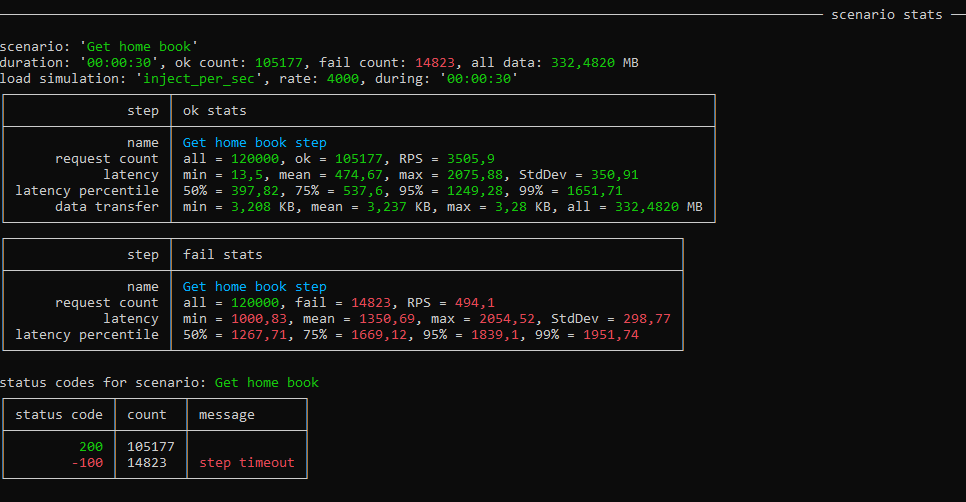 scenario stats
scenario: 'Get home book'
duration: '00:00:30', ok count: 105177, fail count: 14823, all data: 332,4820 MB
load simulation: 'inject_per_sec', rate: 4000, during: '00:00:30'
step ok stats
name Get home book step
request count all = 120000, ok = 105177, RPS = 3505,9
latency min = 13,5, mean = 474,67, max = 2075,88, StdDev = 350,91
latency percentile 50% = 397,82, 75% = 537,6, 95% = 1249,28, 99% = 1651,71
data transfer min = 3,208 KB, mean = 3,237 KB, max = 3,28 KB, all = 332,4820 MB
step fail stats
name Get home book step
request count all = 120000, fail = 14823, RPS = 494,1
latency min = 1000,83, mean = 1350,69, max = 2054,52, StdDev = 298,77
latency percentile 50% = 1267,71, 75% = 1669,12, 95% = 1839,1, 99% = 1951,74
status codes for scenario: Get home book
status code count message
200 105177
-100 14823 step timeout